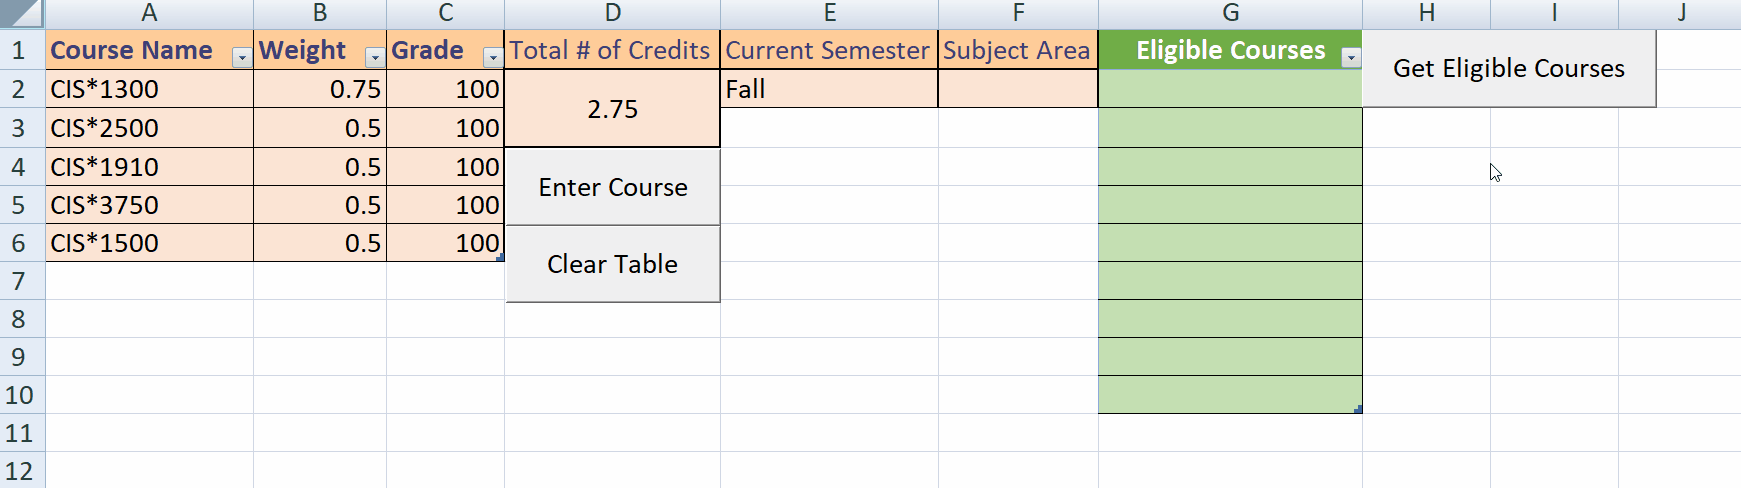 A B C D E F G H I J
1 Course Name Weight Grade Total # of Credits Current Semester Subject Area Eligible Courses Get Eligible Courses
2 CIS*1300 0.75 100 2.75 Fall
3 CIS*2500 0.5 100
4 CIS*1910 0.5 100 Enter Course
5 CIS*3750 0.5 100
6 CIS*1500 0.5 100 Clear Table
7
8
9
10
11
12